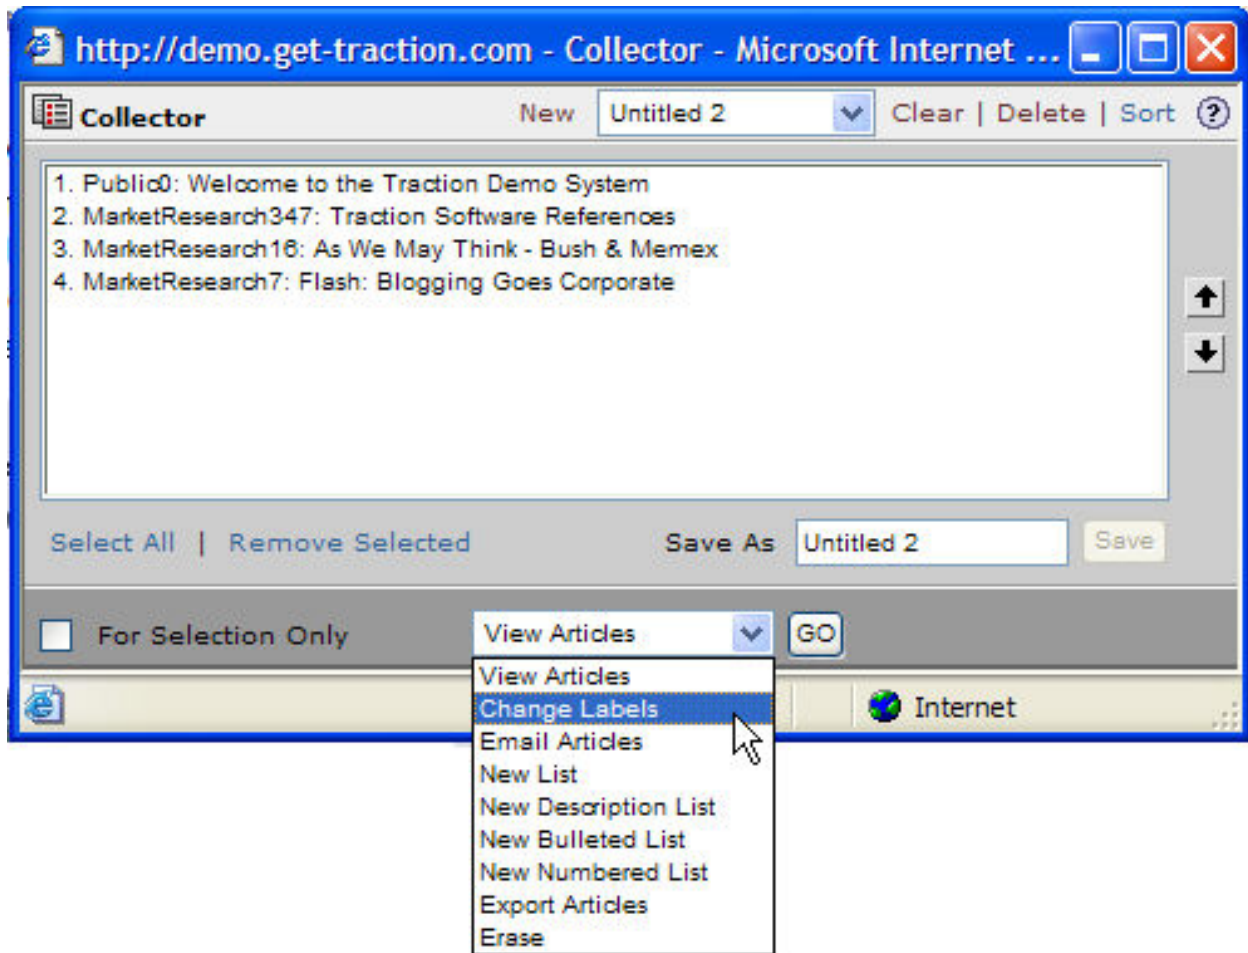 http://demo.get-traction.com - Collector - Microsoft Internet ...
Collector New Untitled 2 Clear | Delete | Sort ?
1. Public0: Welcome to the Traction Demo System
2. MarketResearch347: Traction Software References
3. MarketResearch16: As We May Think - Bush & Memex
4. MarketResearch7: Flash: Blogging Goes Corporate
Select All | Remove Selected Save As Untitled 2 Save
For Selection Only View Articles GO
View Articles
Change Labels
Internet
Email Articles
New List
New Description List
New Bulleted List
New Numbered List
Export Articles
Erase